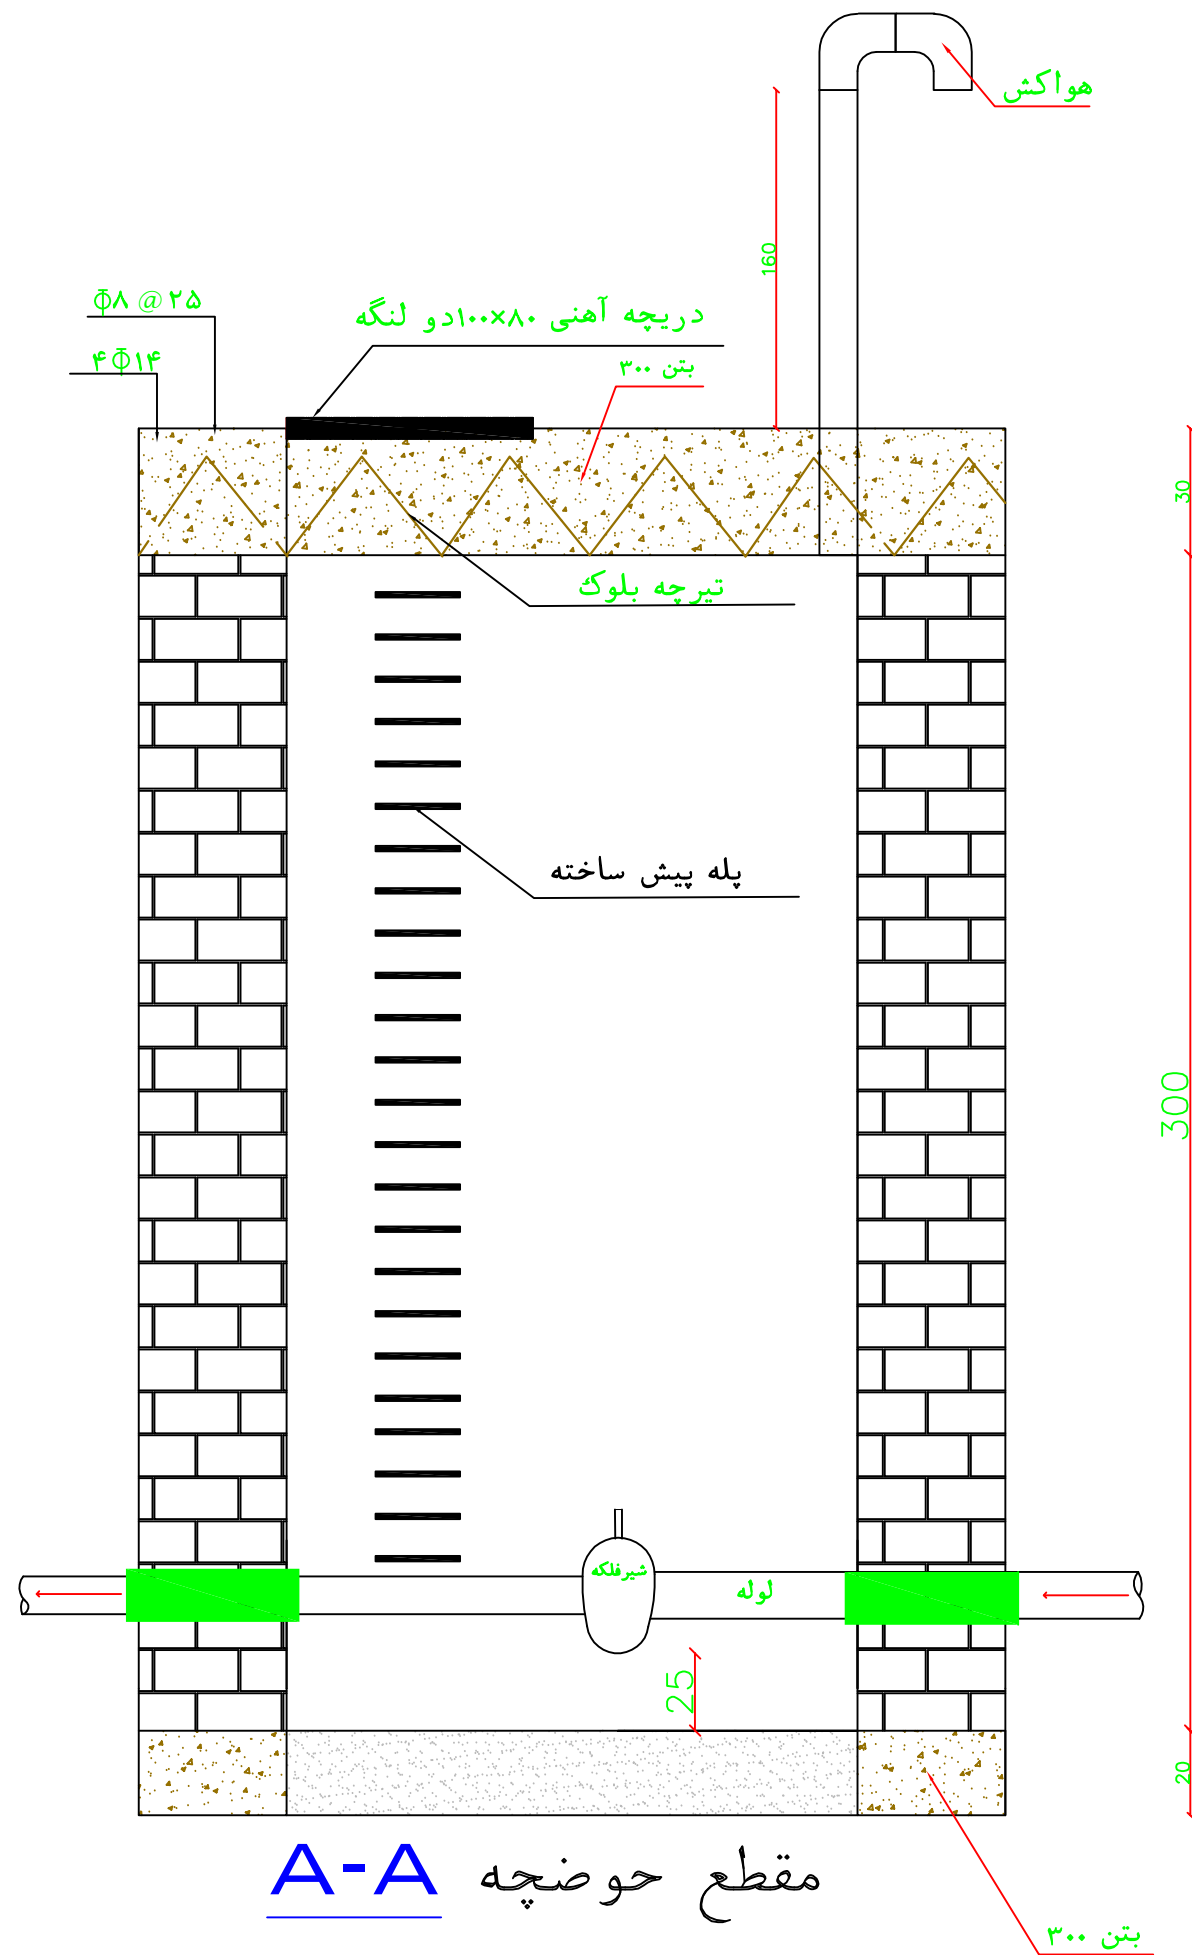 هواکش
160
Φ۸ @ ۲۵
دریچه آهنی ۸۰×۱۰۰دو لنگه
۴Φ۱۴
بتن ۳۰۰
30
تیرچه بلوک
پله پیش ساخته
300
شیرفلکه
لوله
25
20
مقطع حوضچه A-A
بتن ۳۰۰